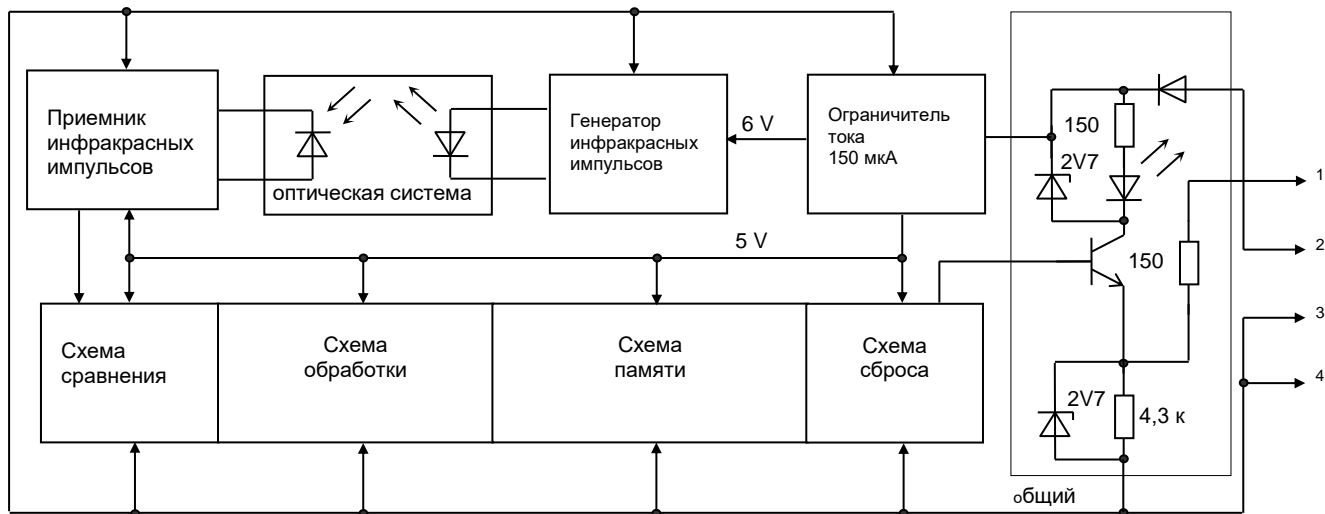 Приемник
инфракрасных
импульсов
оптическая система
Генератор
инфракрасных
импульсов
6 V
Ограничитель
тока
150 мкА
150
2V7
1
2
150
5 V
3
4
Схема
сравнения
Схема
обработки
Схема
памяти
Схема
сброса
2V7
4,3 к
общий